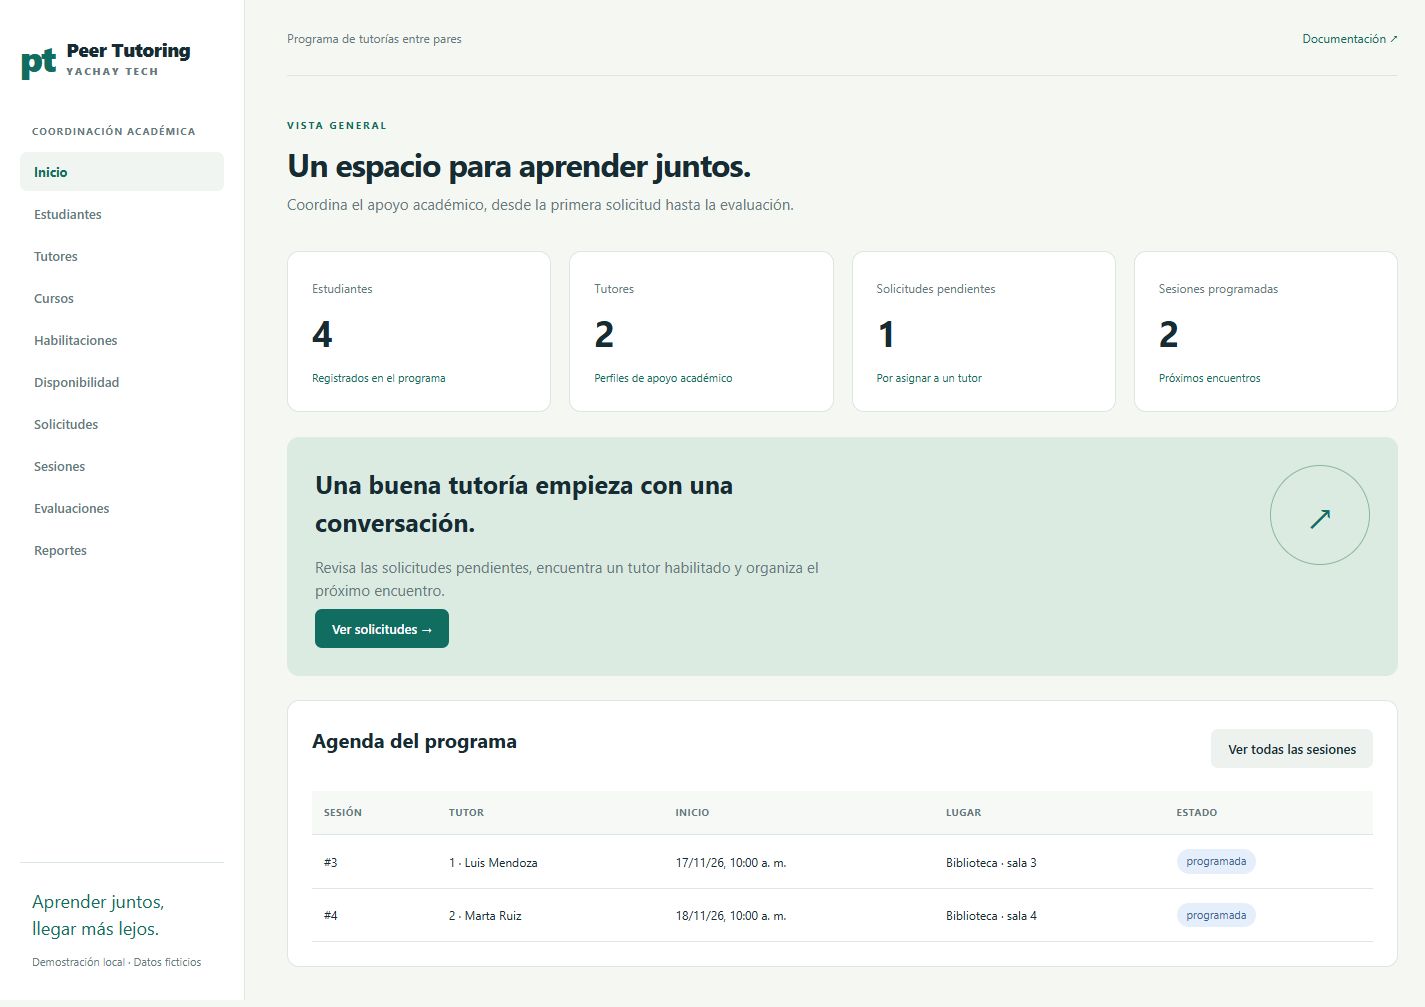 pt
Peer Tutoring
YACHAY TECH
COORDINACIÓN ACADÉMICA
Inicio
Estudiantes
Tutores
Cursos
Habilitaciones
Disponibilidad
Solicitudes
Sesiones
Evaluaciones
Reportes
Aprender juntos,
llegar más lejos.
Demostración local · Datos ficticios
Programa de tutorías entre pares
Documentación ↗
VISTA GENERAL
Un espacio para aprender juntos.
Coordina el apoyo académico, desde la primera solicitud hasta la evaluación.
Estudiantes
4
Registrados en el programa
Tutores
2
Perfiles de apoyo académico
Solicitudes pendientes
1
Por asignar a un tutor
Sesiones programadas
2
Próximos encuentros
Una buena tutoría empieza con una
conversación.
Revisa las solicitudes pendientes, encuentra un tutor habilitado y organiza el
próximo encuentro.
Ver solicitudes →
↗
Agenda del programa
Ver todas las sesiones
SESIÓN TUTOR INICIO LUGAR ESTADO
#3 1 · Luis Mendoza 17/11/26, 10:00 a. m. Biblioteca · sala 3 programada
#4 2 · Marta Ruiz 18/11/26, 10:00 a. m. Biblioteca · sala 4 programada